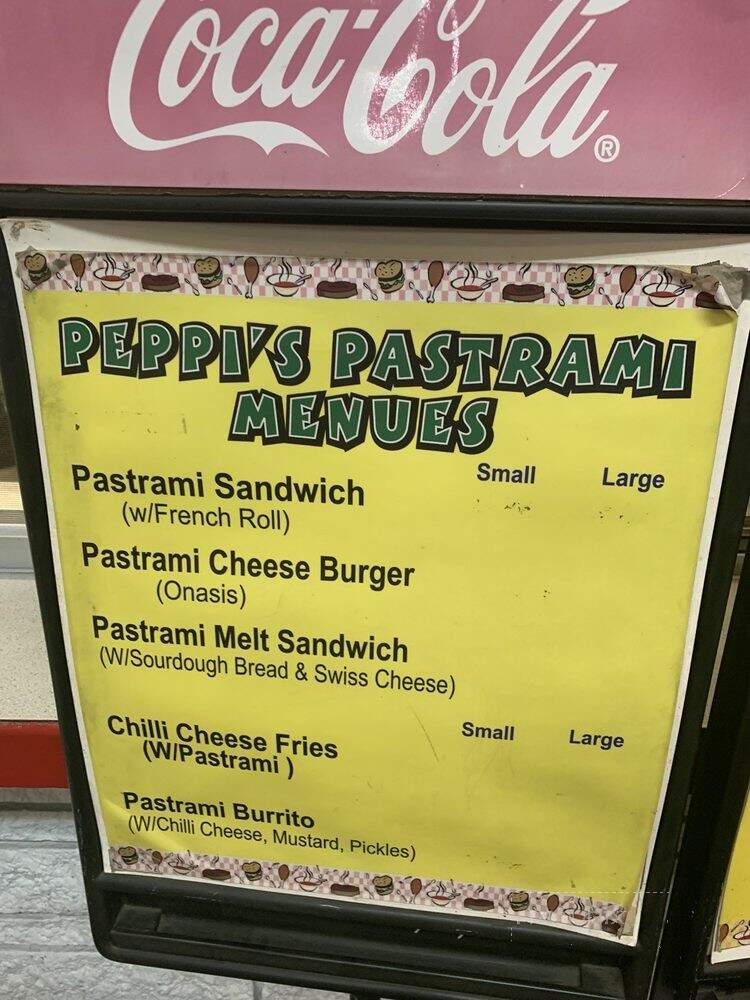 Coca-Cola®
PEPPI'S PASTRAMI
MENUES
Small Large
Pastrami Sandwich
(w/French Roll)
Pastrami Cheese Burger
(Onasis)
Pastrami Melt Sandwich
(W/Sourdough Bread & Swiss Cheese)
Small Large
Chilli Cheese Fries
(W/Pastrami )
Pastrami Burrito
(W/Chilli Cheese, Mustard, Pickles)